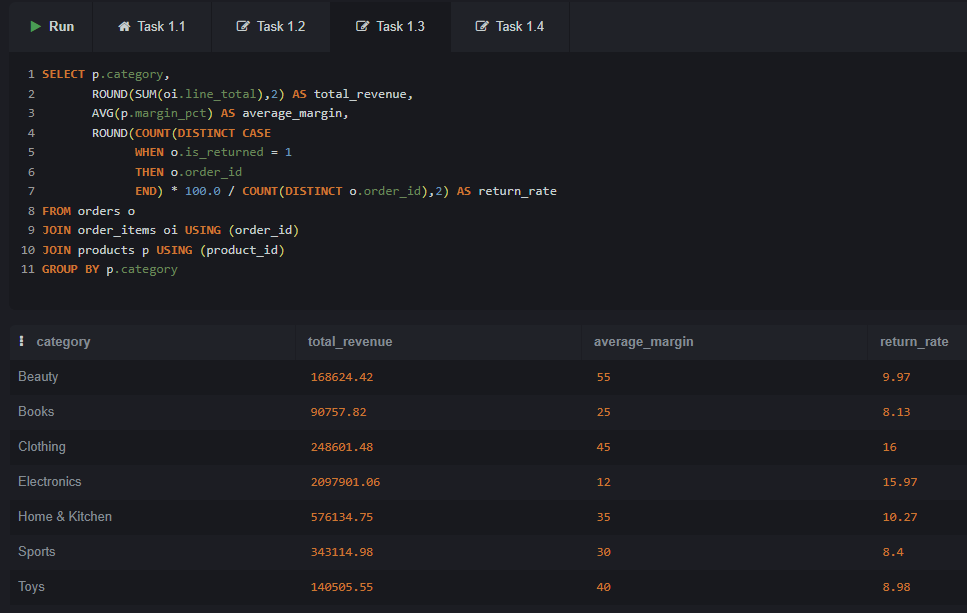 Run Task 1.1 Task 1.2 Task 1.3 Task 1.4
1 SELECT p.category,
2 ROUND(SUM(oi.line_total),2) AS total_revenue,
3 AVG(p.margin_pct) AS average_margin,
4 ROUND(COUNT(DISTINCT CASE
5 WHEN o.is_returned = 1
6 THEN o.order_id
7 END) * 100.0 / COUNT(DISTINCT o.order_id),2) AS return_rate
8 FROM orders o
9 JOIN order_items oi USING (order_id)
10 JOIN products p USING (product_id)
11 GROUP BY p.category
category total_revenue average_margin return_rate
Beauty 168624.42 55 9.97
Books 90757.82 25 8.13
Clothing 248601.48 45 16
Electronics 2097901.06 12 15.97
Home & Kitchen 576134.75 35 10.27
Sports 343114.98 30 8.4
Toys 140505.55 40 8.98